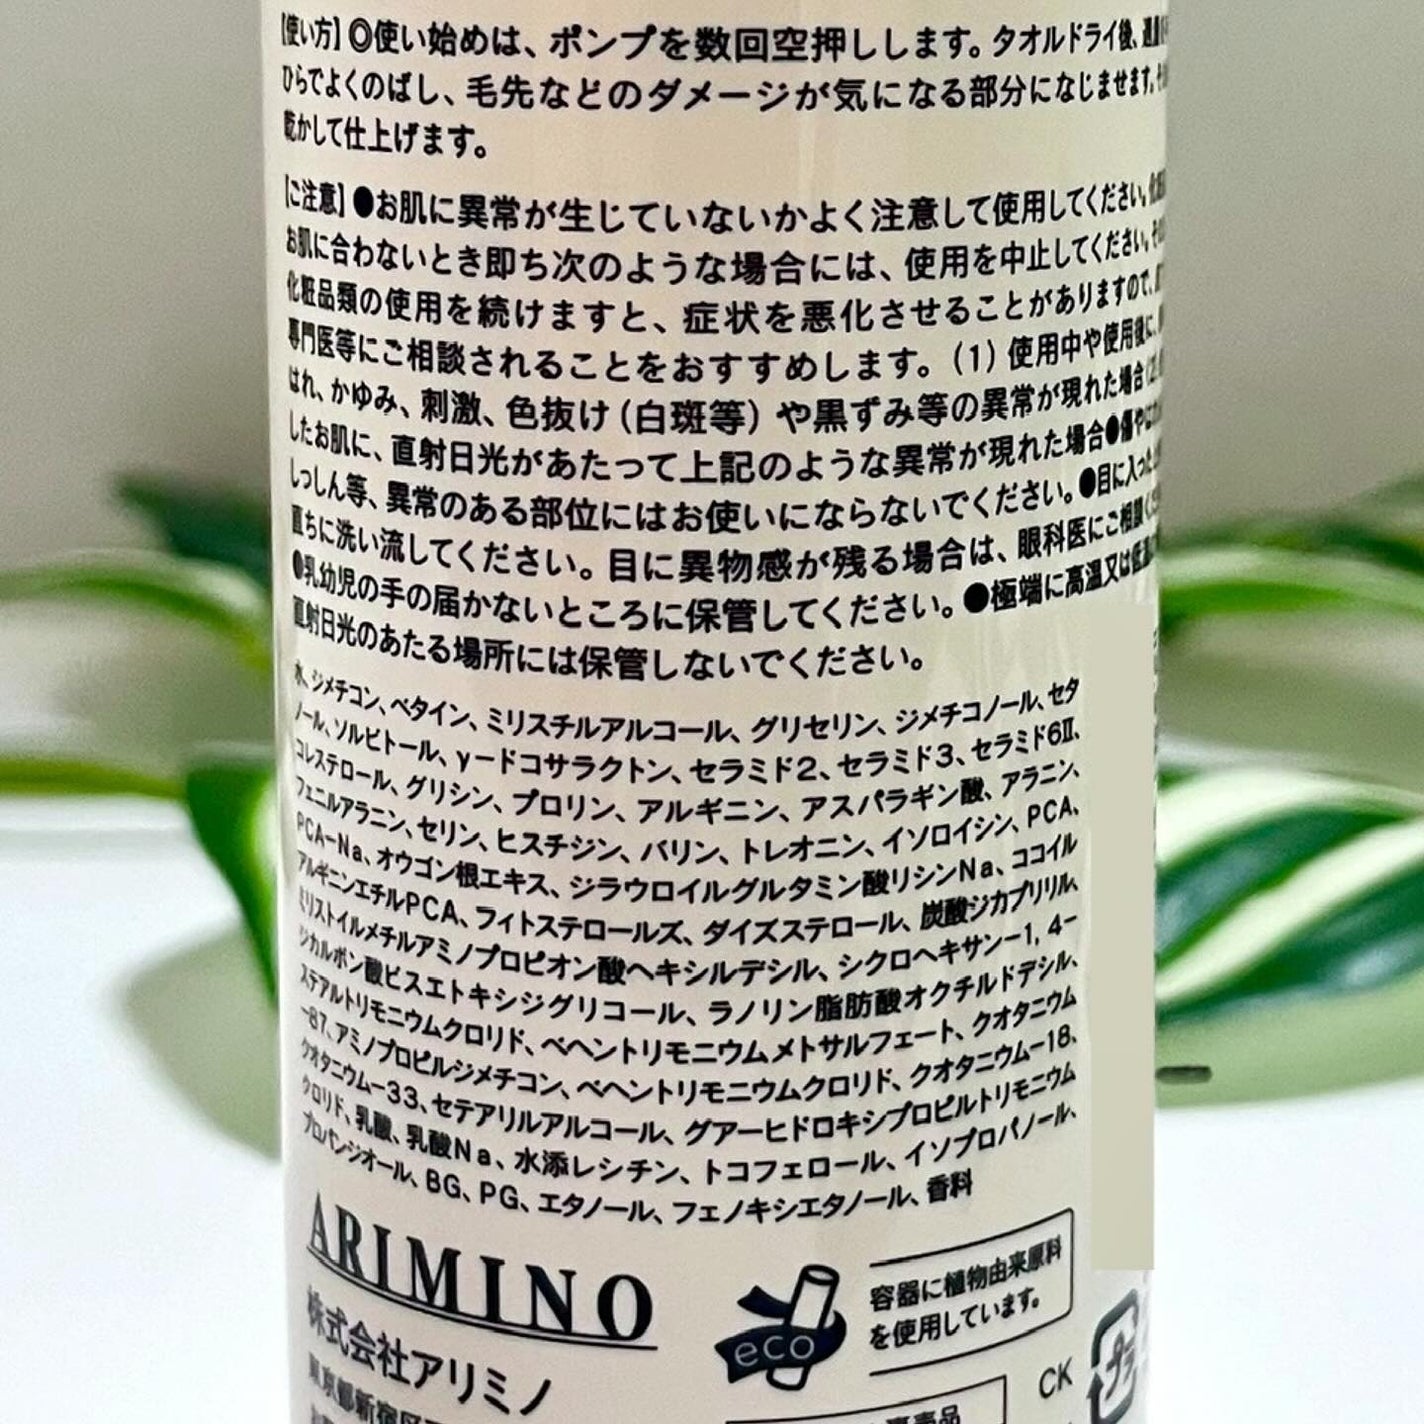 【使い方】◎使い始めは、ポンプを数回空押しします。タオルドライ後、適量を
ひらでよくのばし、毛先などのダメージが気になる部分になじませます。
乾かして仕上げます。
【ご注意】●お肌に異常が生じていないかよく注意して使用してください。
お肌に合わないとき即ち次のような場合には、使用を中止してください。
化粧品類の使用を続けますと、症状を悪化させることがありますので、
専門医等にご相談されることをおすすめします。(1)使用中や使用後に、
はれ、かゆみ、刺激、色抜け(白斑等)や黒ずみ等の異常が現れた場合(2)
したお肌に、直射日光があたって上記のような異常が現れた場合●傷や
しっしん等、異常のある部位にはお使いにならないでください。●目に入った
直ちに洗い流してください。目に異物感が残る場合は、眼科医にご相談
●乳幼児の手の届かないところに保管してください。●極端に高温又は低温
直射日光のあたる場所には保管しないでください。
水、ジメチコン、ベタイン、ミリスチルアルコール、グリセリン、ジメチコノール、セタ
ノール、ソルビトール、γードコサラクトン、セラミド2、セラミド3、セラミド6Ⅱ、
コレステロール、グリシン、プロリン、アルギニン、アスパラギン酸、アラニン、
フェニルアラニン、セリン、ヒスチジン、バリン、トレオニン、イソロイシン、PCA、
PCAーNa、オウゴン根エキス、ジラウロイルグルタミン酸リシンNa、ココイル
アルギニンエチルPCA、フィトステロールズ、ダイズステロール、炭酸ジカプリリル、
ミリストイルメチルアミノプロピオン酸ヘキシルデシル、シクロヘキサンー1, 4ー
ジカルボン酸ビスエトキシジグリコール、ラノリン脂肪酸オクチルドデシル、
ステアルトリモニウムクロリド、ベヘントリモニウムメトサルフェート、クオタニウム
ー87、アミノプロピルジメチコン、ベヘントリモニウムクロリド、クオタニウムー18、
クオタニウムー33、セテアリルアルコール、グアーヒドロキシプロピルトリモニウム
クロリド、乳酸、乳酸Na、水添レシチン、トコフェロール、イソプロパノール、
プロパンジオール、BG、PG、エタノール、フェノキシエタノール、香料
ARIMINO
株式会社アリミノ
東京都新宿区
eco
容器に植物由来原料
を使用しています。
CK
プラ